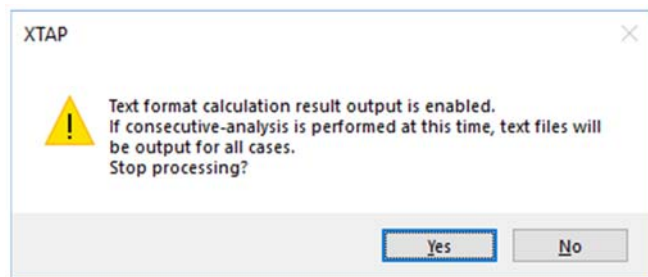 XTAP
Text format calculation result output is enabled.
If consecutive-analysis is performed at this time, text files will
be output for all cases.
Stop processing?
Yes
No